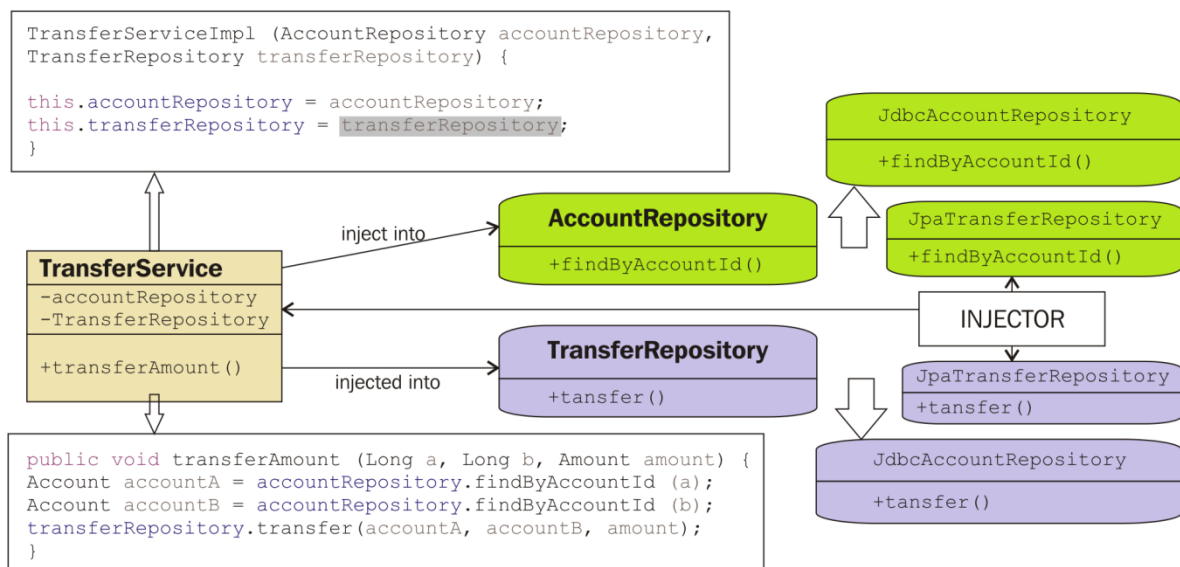 TransferServiceImpl (AccountRepository accountRepository,
TransferRepository transferRepository) {
this.accountRepository = accountRepository;
this.transferRepository = transferRepository;
}
JdbcAccountRepository
+findByAccountId()
AccountRepository
+findByAccountId()
JpaTransferRepository
+findByAccountId()
inject into
TransferService
-accountRepository
-TransferRepository
+transferAmount()
INJECTOR
TransferRepository
+tansfer()
injected into
JpaTransferRepository
+tansfer()
JdbcAccountRepository
+tansfer()
public void transferAmount (Long a, Long b, Amount amount) {
Account accountA = accountRepository.findByAccountId (a);
Account accountB = accountRepository.findByAccountId (b);
transferRepository.transfer(accountA, accountB, amount);
}